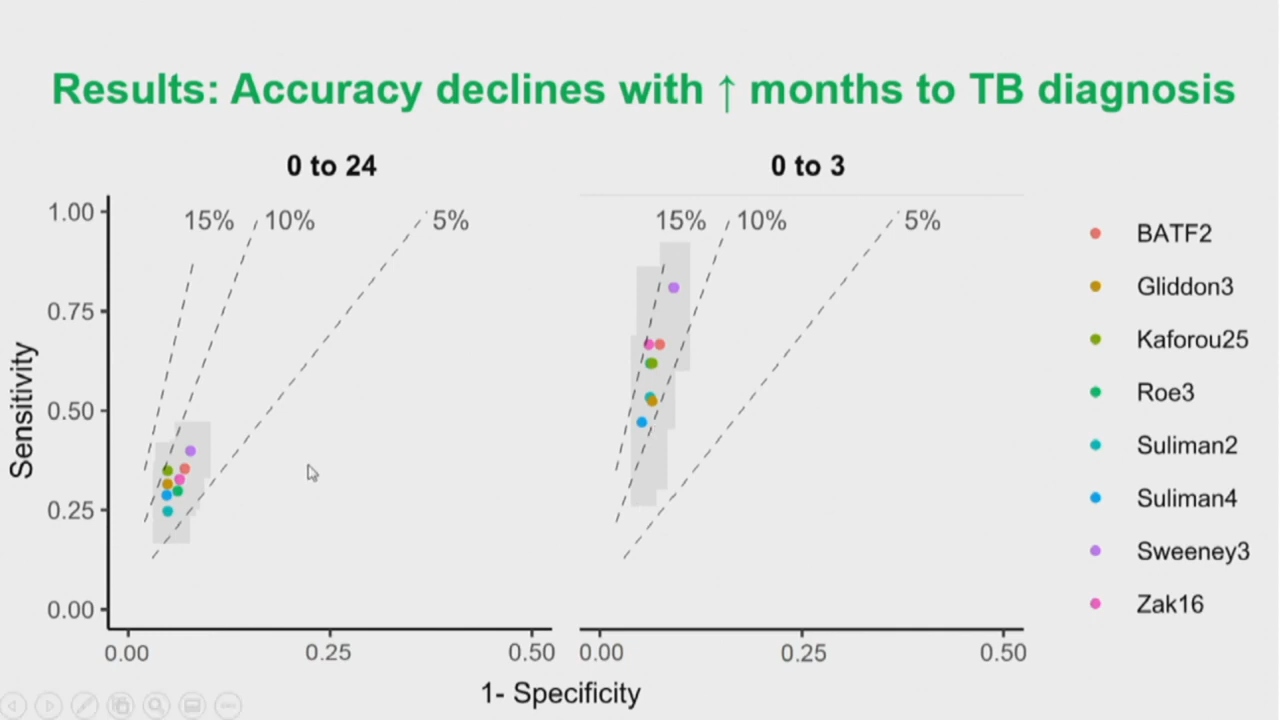 Results: Accuracy declines with ↑ months to TB diagnosis
0 to 24
0 to 3
1.00
0.75
0.50
0.25
0.00
Sensitivity
15% 10% 5%
15% 10% 5%
0.00 0.25 0.50
0.00 0.25 0.50
1- Specificity
BATF2
Gliddon3
Kaforou25
Roe3
Suliman2
Suliman4
Sweeney3
Zak16